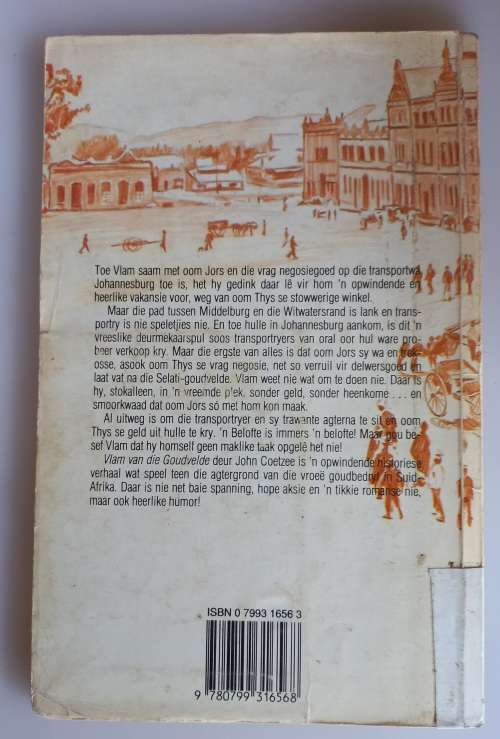 Toe Vlam saam met oom Jors en die vrag negosiegoed op die transportwa
Johannesburg toe is, het hy gedink daar lê vir hom 'n opwindende en
heerlike vakansie voor, weg van oom Thys se stowwerige winkel.
Maar die pad tussen Middelburg en die Witwatersrand is lank en trans-
portry is nie speletjies nie. En toe hulle in Johannesburg aankom, is dit 'n
vreeslike deurmekaarspul soos transportryers van oral oor hul ware pro-
beer verkoop kry. Maar die ergste van alles is dat oom Jors sy wa en trek-
osse, asook oom Thys se vrag negosie, net so verruil vir delwersgoed en
laat vat na die Selati-goudvelde. Vlam weet nie wat om te doen nie. Daar is
hy, stokalleen, in 'n vreemde plek, sonder geld, sonder heenkome . . . en
smoorkwaad dat oom Jors só met hom kon maak.
Al uitweg is om die transportryer en sy trawante agterna te sit en oom
Thys se geld uit hulle te kry. 'n Belofte is immers 'n belofte! Maar gou be-
sef Vlam dat hy homself geen maklike taak opgelê het nie!
Vlam van die Goudvelde deur John Coetzee is 'n opwindende historiese
verhaal wat speel teen die agtergrond van die vroeë goudbedryf in Suid-
Afrika. Daar is nie net baie spanning, hope aksie en 'n tikkie romanse nie,
maar ook heerlike humor!
ISBN 0 7993 1656 3
9 780799 316568